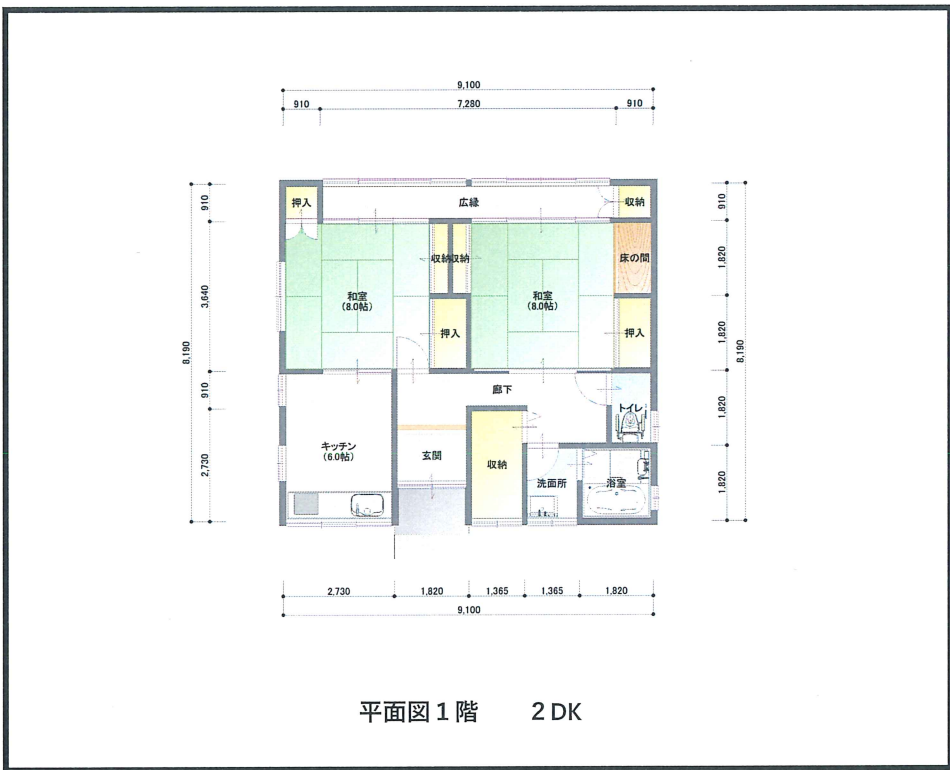 9,100
910 7,280 910
押入 広縁 収納
収納 収納 床の間
和室
(8.0帖)
和室
(8.0帖)
押入 押入
廊下
トイレ
キッチン
(6.0帖)
玄関
収納
洗面所
浴室
910
3,640
910
2,730
8,190
910
1,820
1,820
1,820
1,820
8,190
2,730 1,820 1,365 1,365 1,820
9,100
平面図1階 2DK